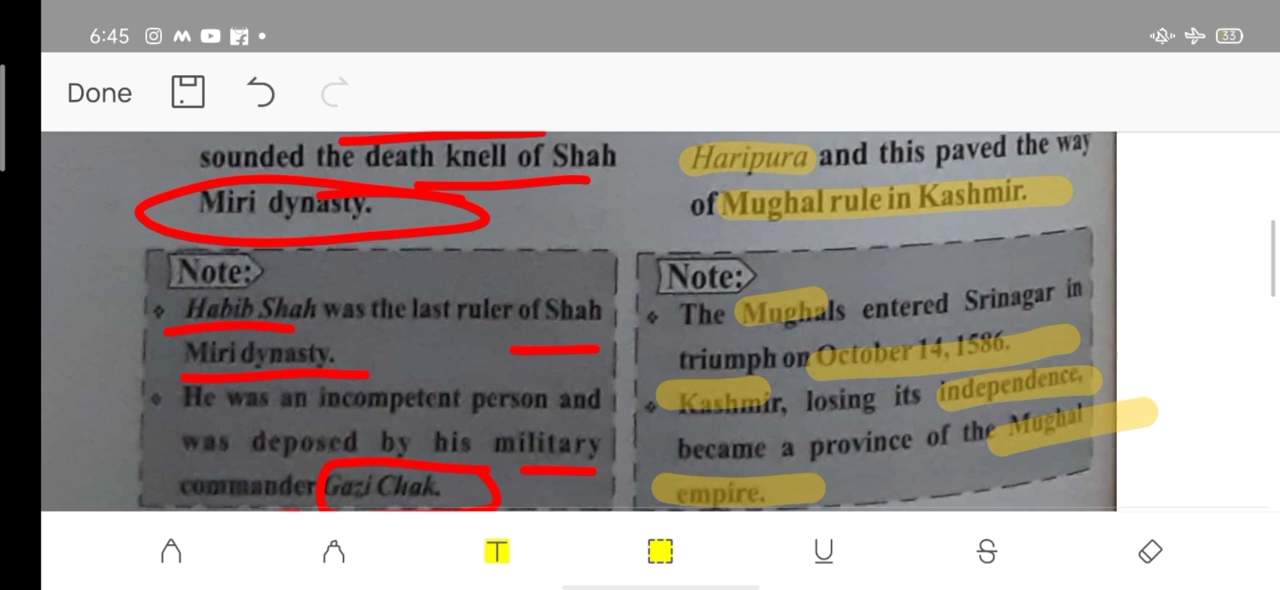 6:45
33
Done
sounded the death knell of Shah
Miri dynasty.
Note:
Habib Shah was the last ruler of Shah
Miri dynasty.
He was an incompetent person and
was deposed by his military
commander Gazi Chak.
Haripura and this paved the way
of Mughal rule in Kashmir.
Note:
The Mughals entered Srinagar in
triumph on October 14, 1586.
Kashmir, losing its independence,
became a province of the Mughal
empire.
T
U
S